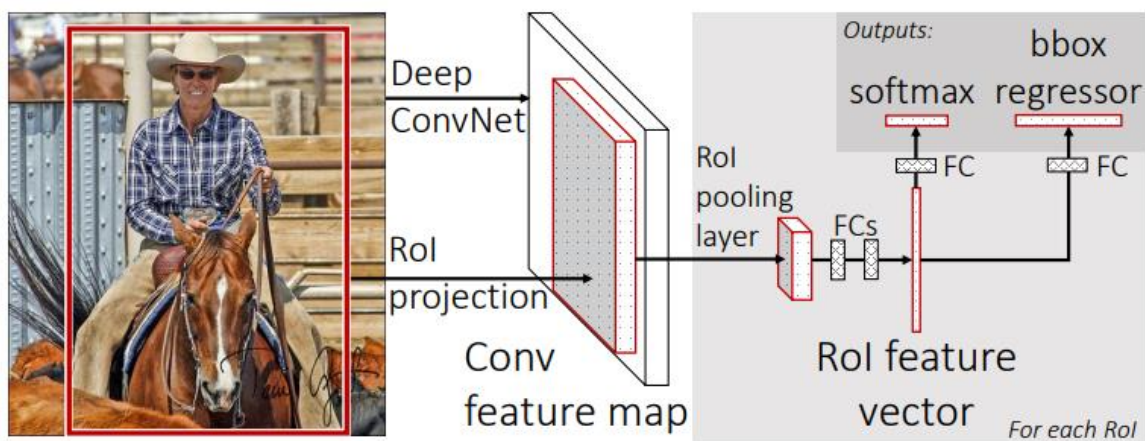 Deep
ConvNet
RoI
projection
Conv
feature map
RoI
pooling
layer
FCs
Outputs:
softmax
bbox
regressor
FC
FC
RoI feature
vector
For each RoI